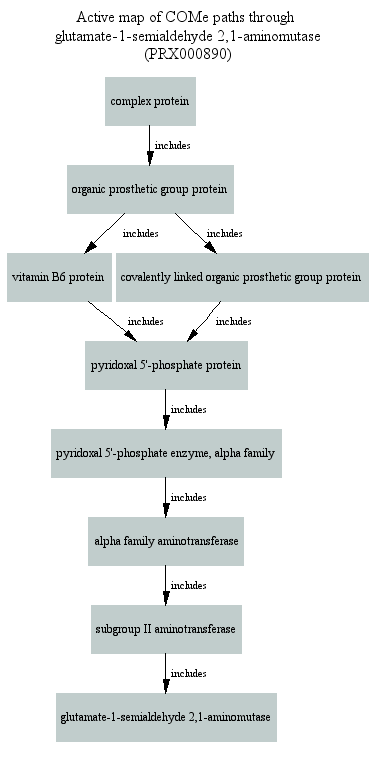 Active map of COMe paths through
glutamate-1-semialdehyde 2,1-aminomutase
(PRX000890)
complex protein
includes
organic prosthetic group protein
includes
includes
vitamin B6 protein
covalently linked organic prosthetic group protein
includes
includes
pyridoxal 5'-phosphate protein
includes
pyridoxal 5'-phosphate enzyme, alpha family
includes
alpha family aminotransferase
includes
subgroup II aminotransferase
includes
glutamate-1-semialdehyde 2,1-aminomutase